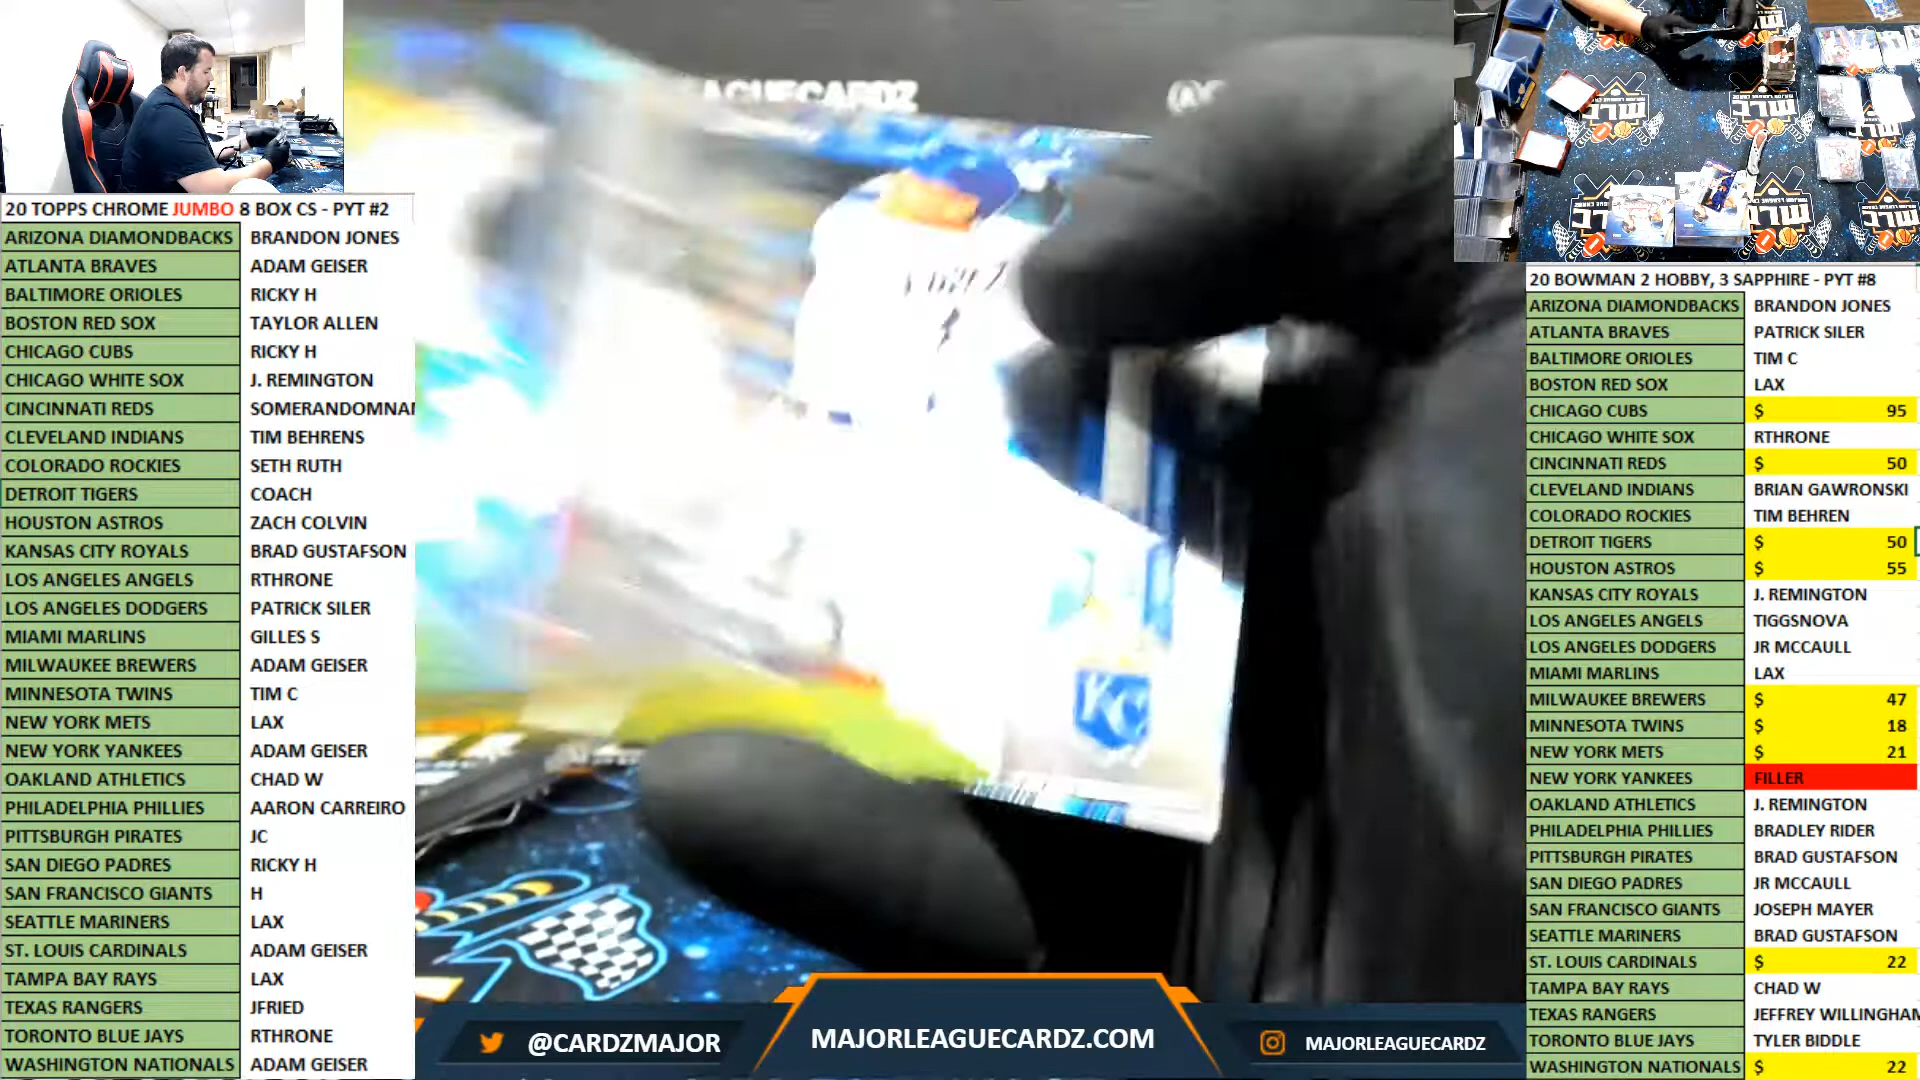 20 TOPPS CHROME JUMBO 8 BOX CS - PYT #2
ARIZONA DIAMONDBACKS BRANDON JONES
ATLANTA BRAVES ADAM GEISER
BALTIMORE ORIOLES RICKY H
BOSTON RED SOX TAYLOR ALLEN
CHICAGO CUBS RICKY H
CHICAGO WHITE SOX J. REMINGTON
CINCINNATI REDS SOMERANDOMNA
CLEVELAND INDIANS TIM BEHRENS
COLORADO ROCKIES SETH RUTH
DETROIT TIGERS COACH
HOUSTON ASTROS ZACH COLVIN
KANSAS CITY ROYALS BRAD GUSTAFSON
LOS ANGELES ANGELS RTHRONE
LOS ANGELES DODGERS PATRICK SILER
MIAMI MARLINS GILLES S
MILWAUKEE BREWERS ADAM GEISER
MINNESOTA TWINS TIM C
NEW YORK METS LAX
NEW YORK YANKEES ADAM GEISER
OAKLAND ATHLETICS CHAD W
PHILADELPHIA PHILLIES AARON CARREIRO
PITTSBURGH PIRATES JC
SAN DIEGO PADRES RICKY H
SAN FRANCISCO GIANTS H
SEATTLE MARINERS LAX
ST. LOUIS CARDINALS ADAM GEISER
TAMPA BAY RAYS LAX
TEXAS RANGERS JFRIED
TORONTO BLUE JAYS RTHRONE
WASHINGTON NATIONALS ADAM GEISER
AGUECARDZ
KC
@CARDZMAJOR
MAJORLEAGUECARDZ.COM
MAJORLEAGUECARDZ
20 BOWMAN 2 HOBBY, 3 SAPPHIRE - PYT #8
ARIZONA DIAMONDBACKS BRANDON JONES
ATLANTA BRAVES PATRICK SILER
BALTIMORE ORIOLES TIM C
BOSTON RED SOX LAX
CHICAGO CUBS $ 95
CHICAGO WHITE SOX RTHRONE
CINCINNATI REDS $ 50
CLEVELAND INDIANS BRIAN GAWRONSKI
COLORADO ROCKIES TIM BEHREN
DETROIT TIGERS $ 50
HOUSTON ASTROS $ 55
KANSAS CITY ROYALS J. REMINGTON
LOS ANGELES ANGELS TIGGSNOVA
LOS ANGELES DODGERS JR MCCAULL
MIAMI MARLINS LAX
MILWAUKEE BREWERS $ 47
MINNESOTA TWINS $ 18
NEW YORK METS $ 21
NEW YORK YANKEES FILLER
OAKLAND ATHLETICS J. REMINGTON
PHILADELPHIA PHILLIES BRADLEY RIDER
PITTSBURGH PIRATES BRAD GUSTAFSON
SAN DIEGO PADRES JR MCCAULL
SAN FRANCISCO GIANTS JOSEPH MAYER
SEATTLE MARINERS BRAD GUSTAFSON
ST. LOUIS CARDINALS $ 22
TAMPA BAY RAYS CHAD W
TEXAS RANGERS JEFFREY WILLINGHAM
TORONTO BLUE JAYS TYLER BIDDLE
WASHINGTON NATIONALS $ 22